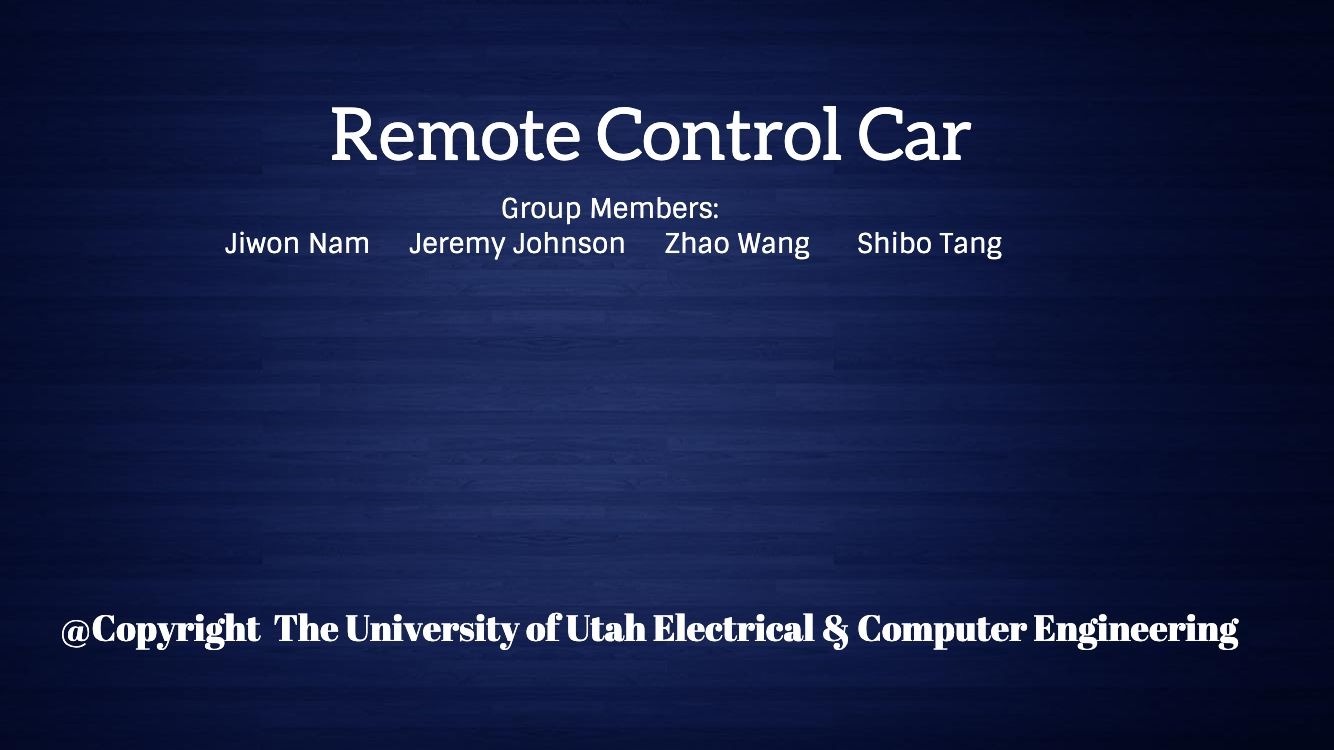 Remote Control Car
Group Members:
Jiwon Nam Jeremy Johnson Zhao Wang Shibo Tang
@Copyright The University of Utah Electrical & Computer Engineering